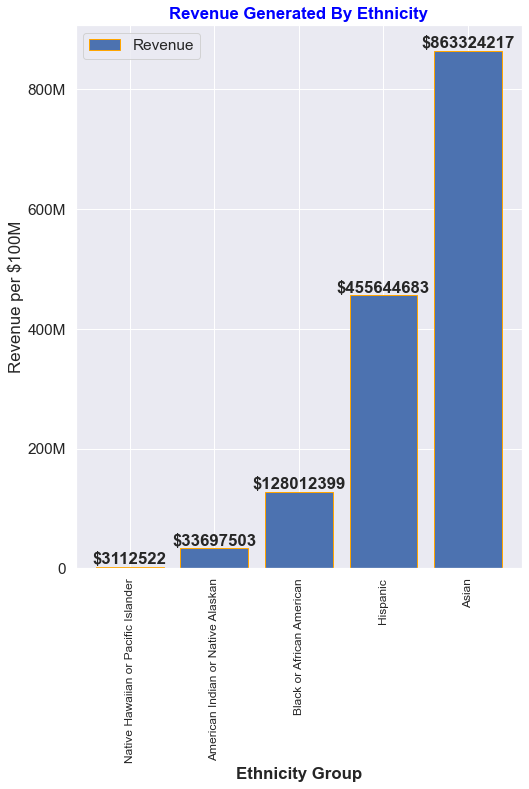 Revenue Generated By Ethnicity
Revenue
$863324217
800M
600M
Revenue per $100M
$455644683
400M
200M
$128012399
$33697503
$3112522
0
Native Hawaiian or Pacific Islander
American Indian or Native Alaskan
Black or African American
Hispanic
Asian
Ethnicity Group